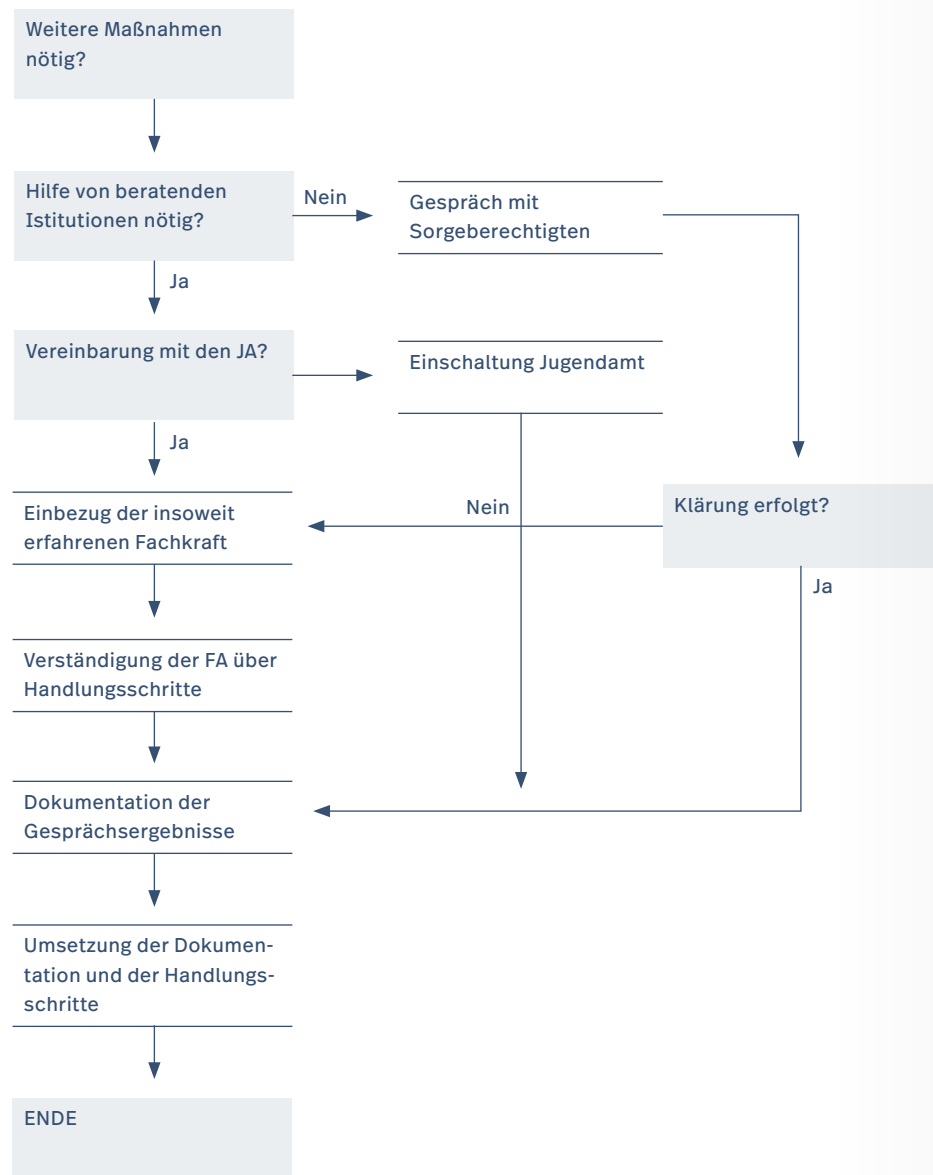 Weitere Maßnahmen
nötig?
Hilfe von beratenden
Istitutionen nötig?
Nein
Gespräch mit
Sorgeberechtigten
Ja
Vereinbarung mit den JA?
Einschaltung Jugendamt
Ja
Einbezug der insoweit
erfahrenen Fachkraft
Nein
Klärung erfolgt?
Ja
Verständigung der FA über
Handlungsschritte
Dokumentation der
Gesprächsergebnisse
Umsetzung der Dokumen-
tation und der Handlungs-
schritte
ENDE